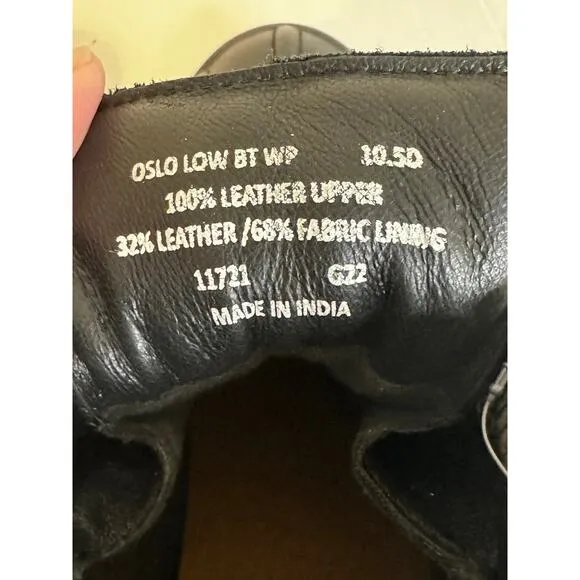 OSLO LOW BT WP 10.5D
100% LEATHER UPPER
32% LEATHER /68% FABRIC LINING
11721 G22
MADE IN INDIA